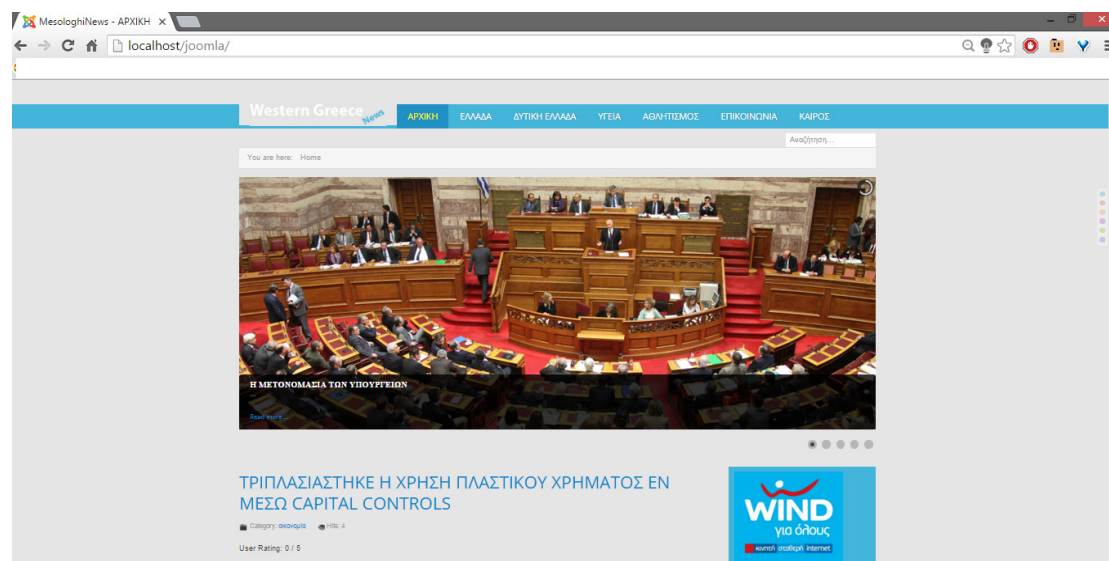 MesologhiNews - ΑΡΧΙΚΗ
localhost/joomla/
Western Greece News
ΑΡΧΙΚΗ ΕΛΛΑΔΑ ΔΥΤΙΚΗ ΕΛΛΑΔΑ ΥΓΕΙΑ ΑΘΛΗΤΙΣΜΟΣ ΕΠΙΚΟΙΝΩΝΙΑ ΚΑΙΡΟΣ
Αναζήτηση...
You are here: Home
Η ΜΕΤΟΝΟΜΑΣΙΑ ΤΩΝ ΥΠΟΥΡΓΕΙΩΝ
Read more ...
ΤΡΙΠΛΑΣΙΑΣΤΗΚΕ Η ΧΡΗΣΗ ΠΛΑΣΤΙΚΟΥ ΧΡΗΜΑΤΟΣ ΕΝ
ΜΕΣΩ CAPITAL CONTROLS
Category: οικονομία Hits: 4
User Rating: 0 / 5
WIND
για όλους
κινητή σταθερή internet